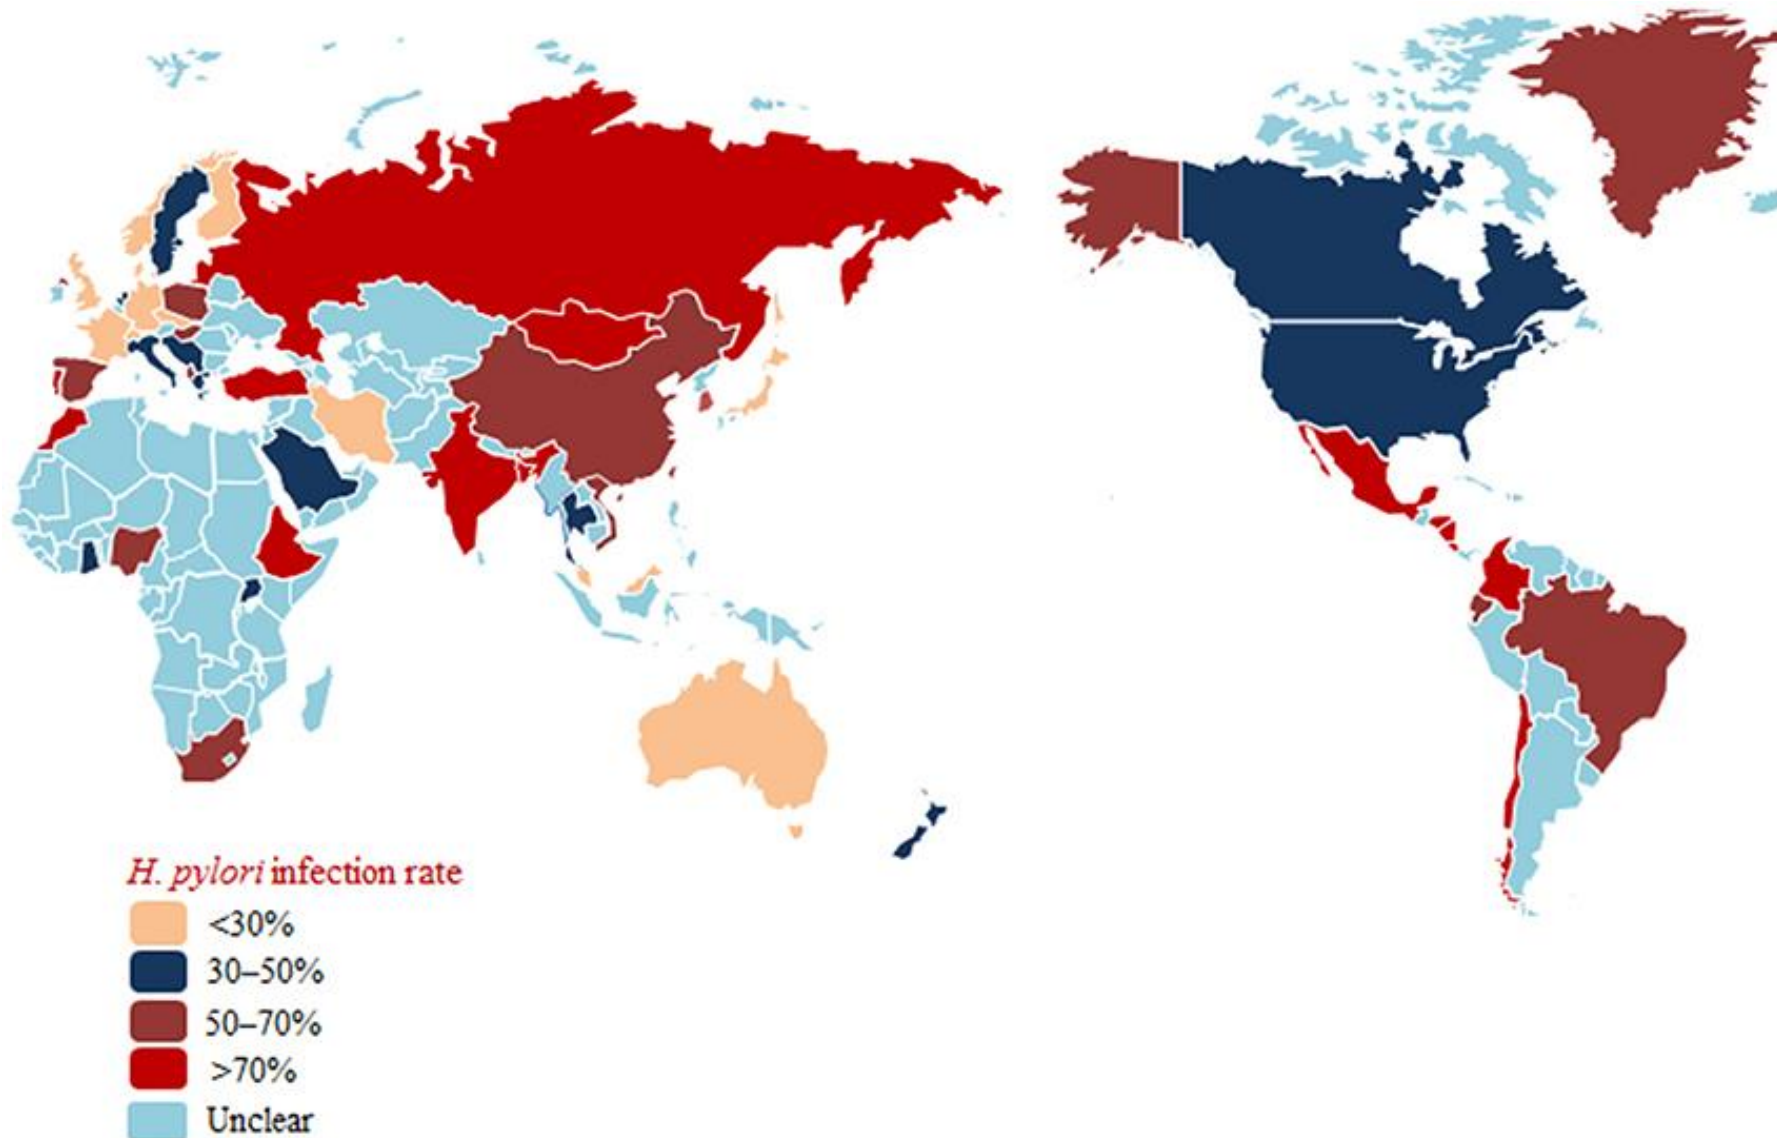 H. pylori infection rate
<30%
30–50%
50–70%
>70%
Unclear